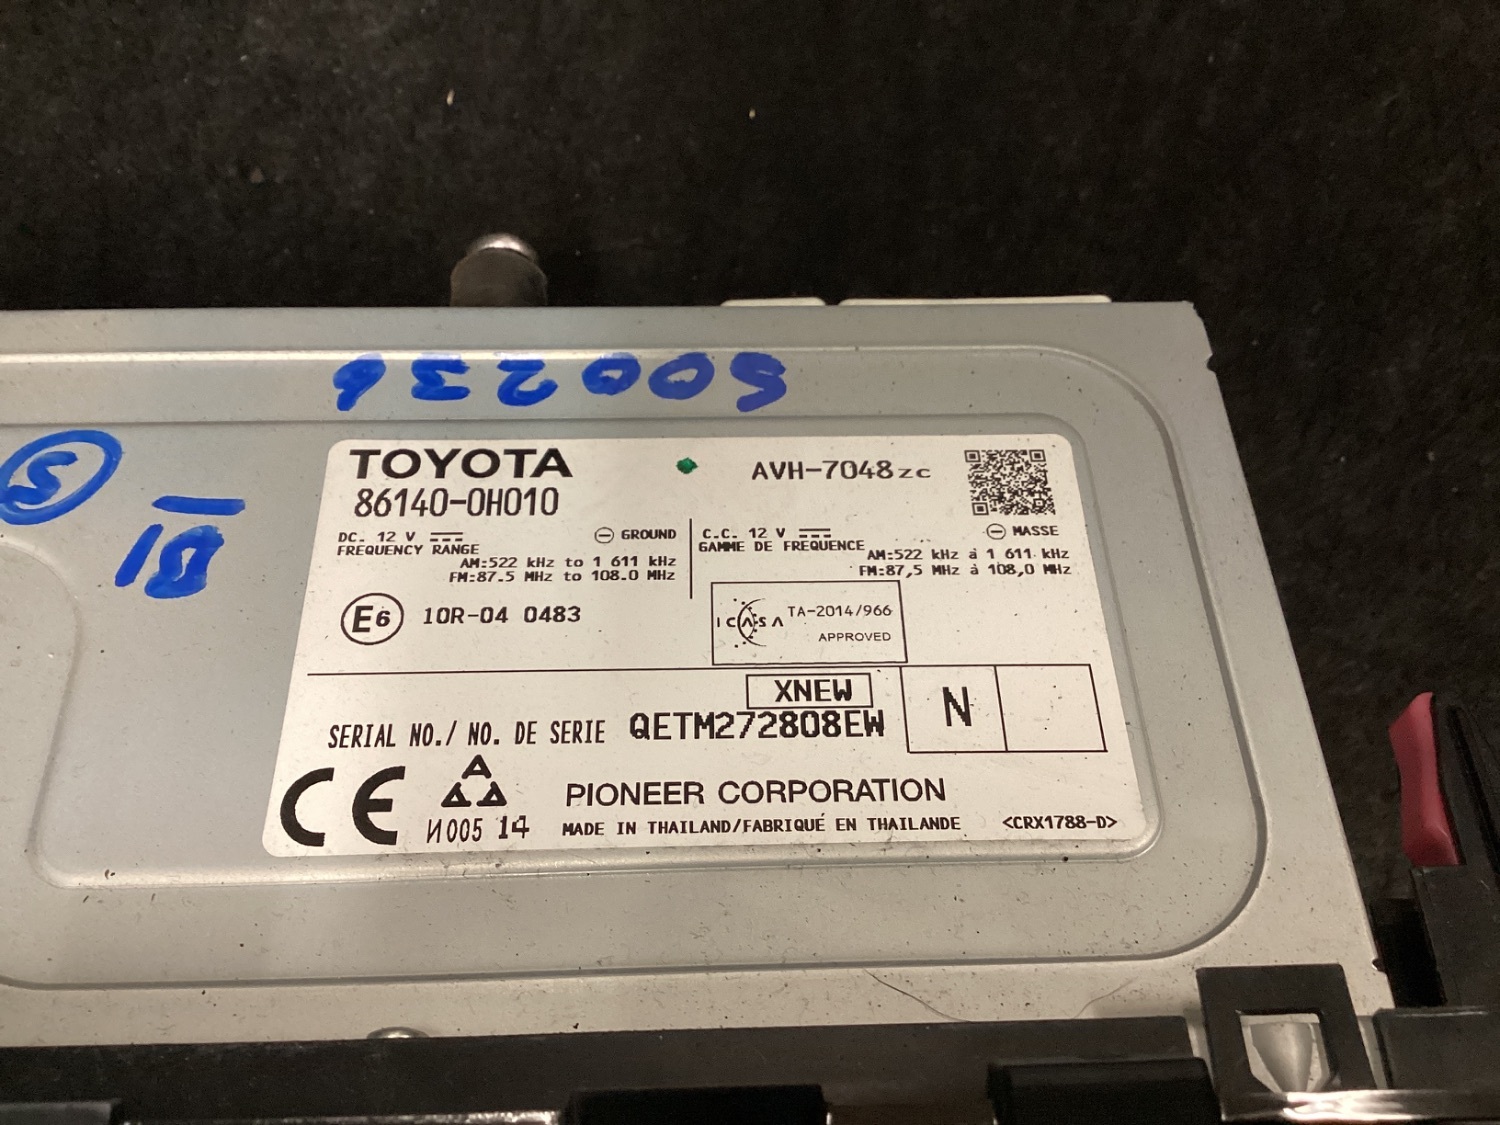 500236
S
TOYOTA
AVH-7048zc
86140-0H010
DC. 12 V
GROUND
FREQUENCY RANGE
AM:522 kHz to 1 611 kHz
FM:87.5 MHz to 108.0 MHz
C.C. 12 V
MASSE
GAMME DE FREQUENCE
AM:522 kHz à 1 611 kHz
FM:87,5 MHz à 108,0 MHz
E6 10R-04 0483
ICASA TA-2014/966
APPROVED
XNEW
SERIAL NO./ NO. DE SERIE QETM272808EW
N
CE
И005 14
PIONEER CORPORATION
MADE IN THAILAND/FABRIQUÉ EN THAILANDE
<CRX1788-D>